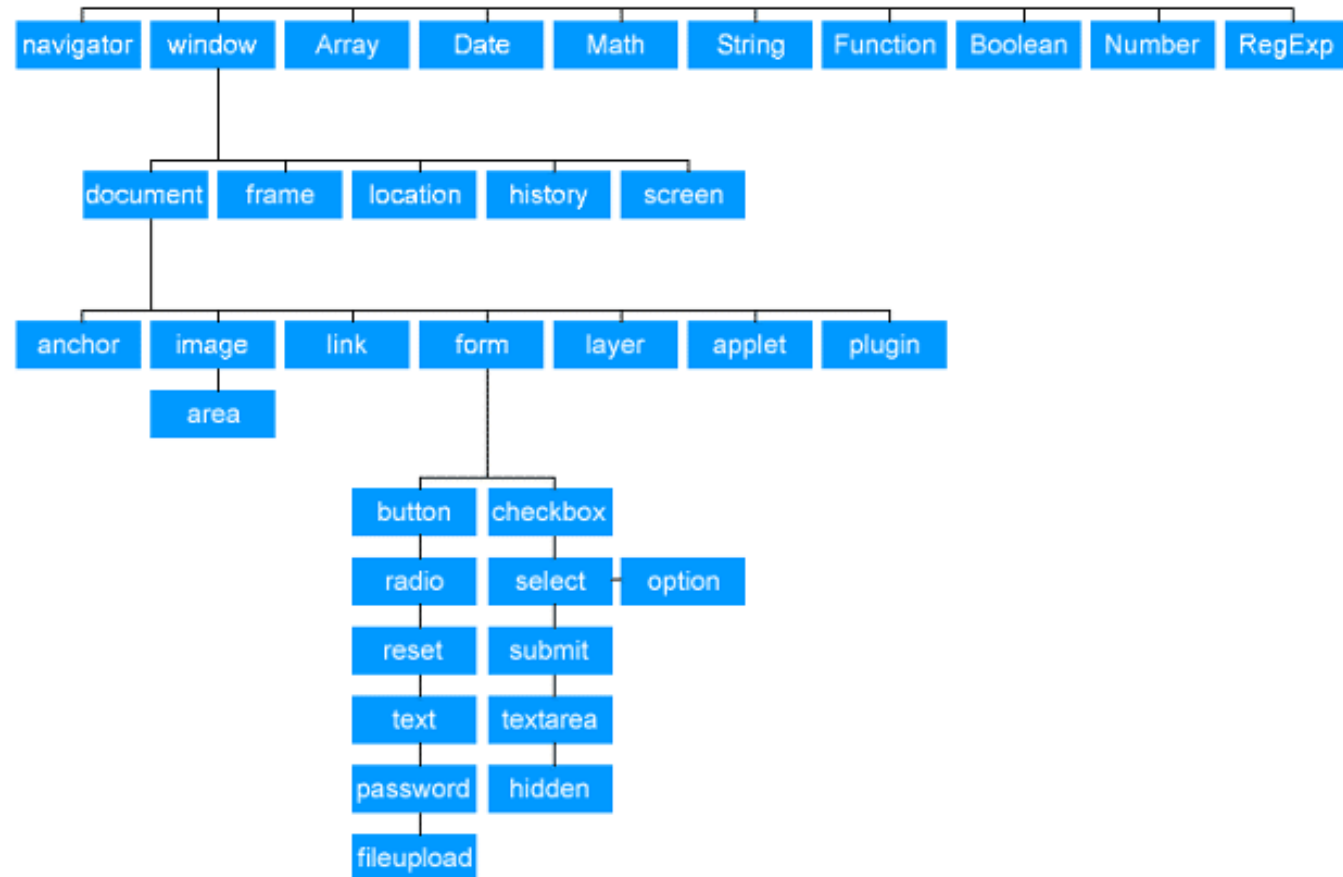 navigator window Array Date Math String Function Boolean Number RegExp
document frame location history screen
anchor image link form layer applet plugin
area
button checkbox
radio select option
reset submit
text textarea
password hidden
fileupload